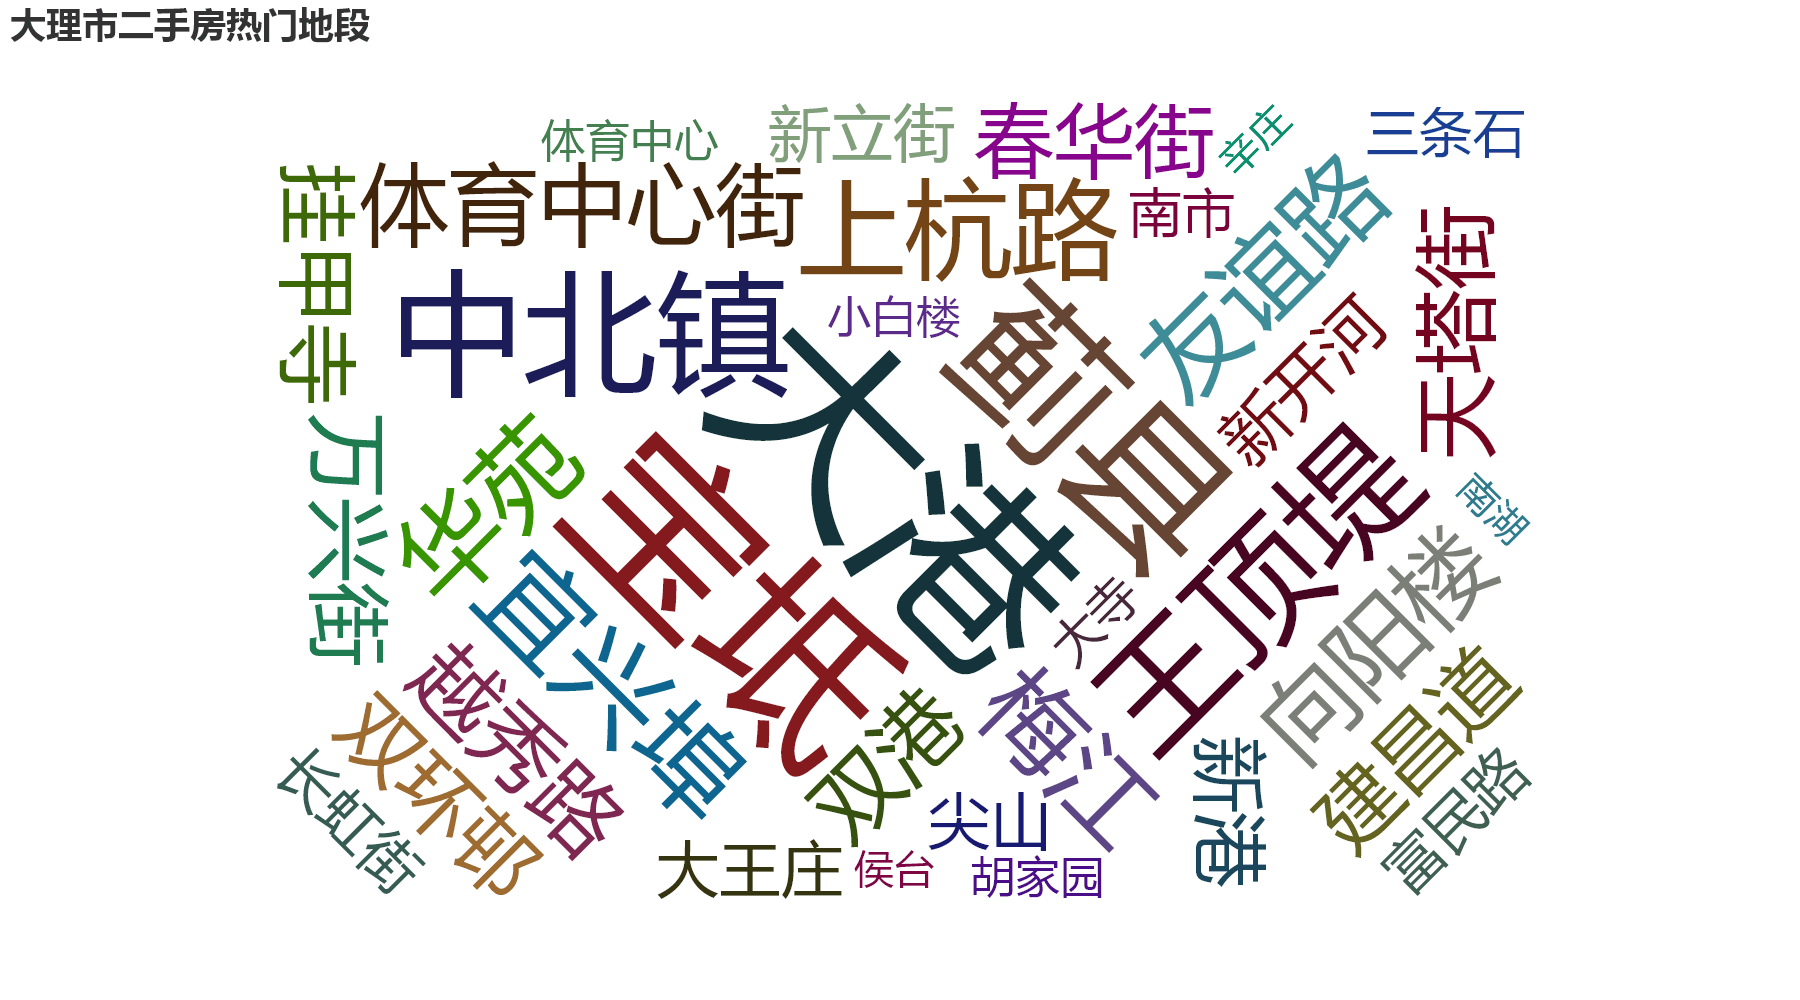 大理市二手房热门地段
体育中心
新立街
春华街
辛庄
三条石
挂甲寺
体育中心街
上杭路
南市
友谊路
天塔街
中北镇
小白楼
大港
蓟县
新开河
万兴街
华苑
宝坻
王顶堤
南湖
宜兴埠
大寺
向阳楼
越秀路
双港
梅江
建昌道
双环邨
长虹街
新港
富民路
尖山
大王庄
侯台
胡家园